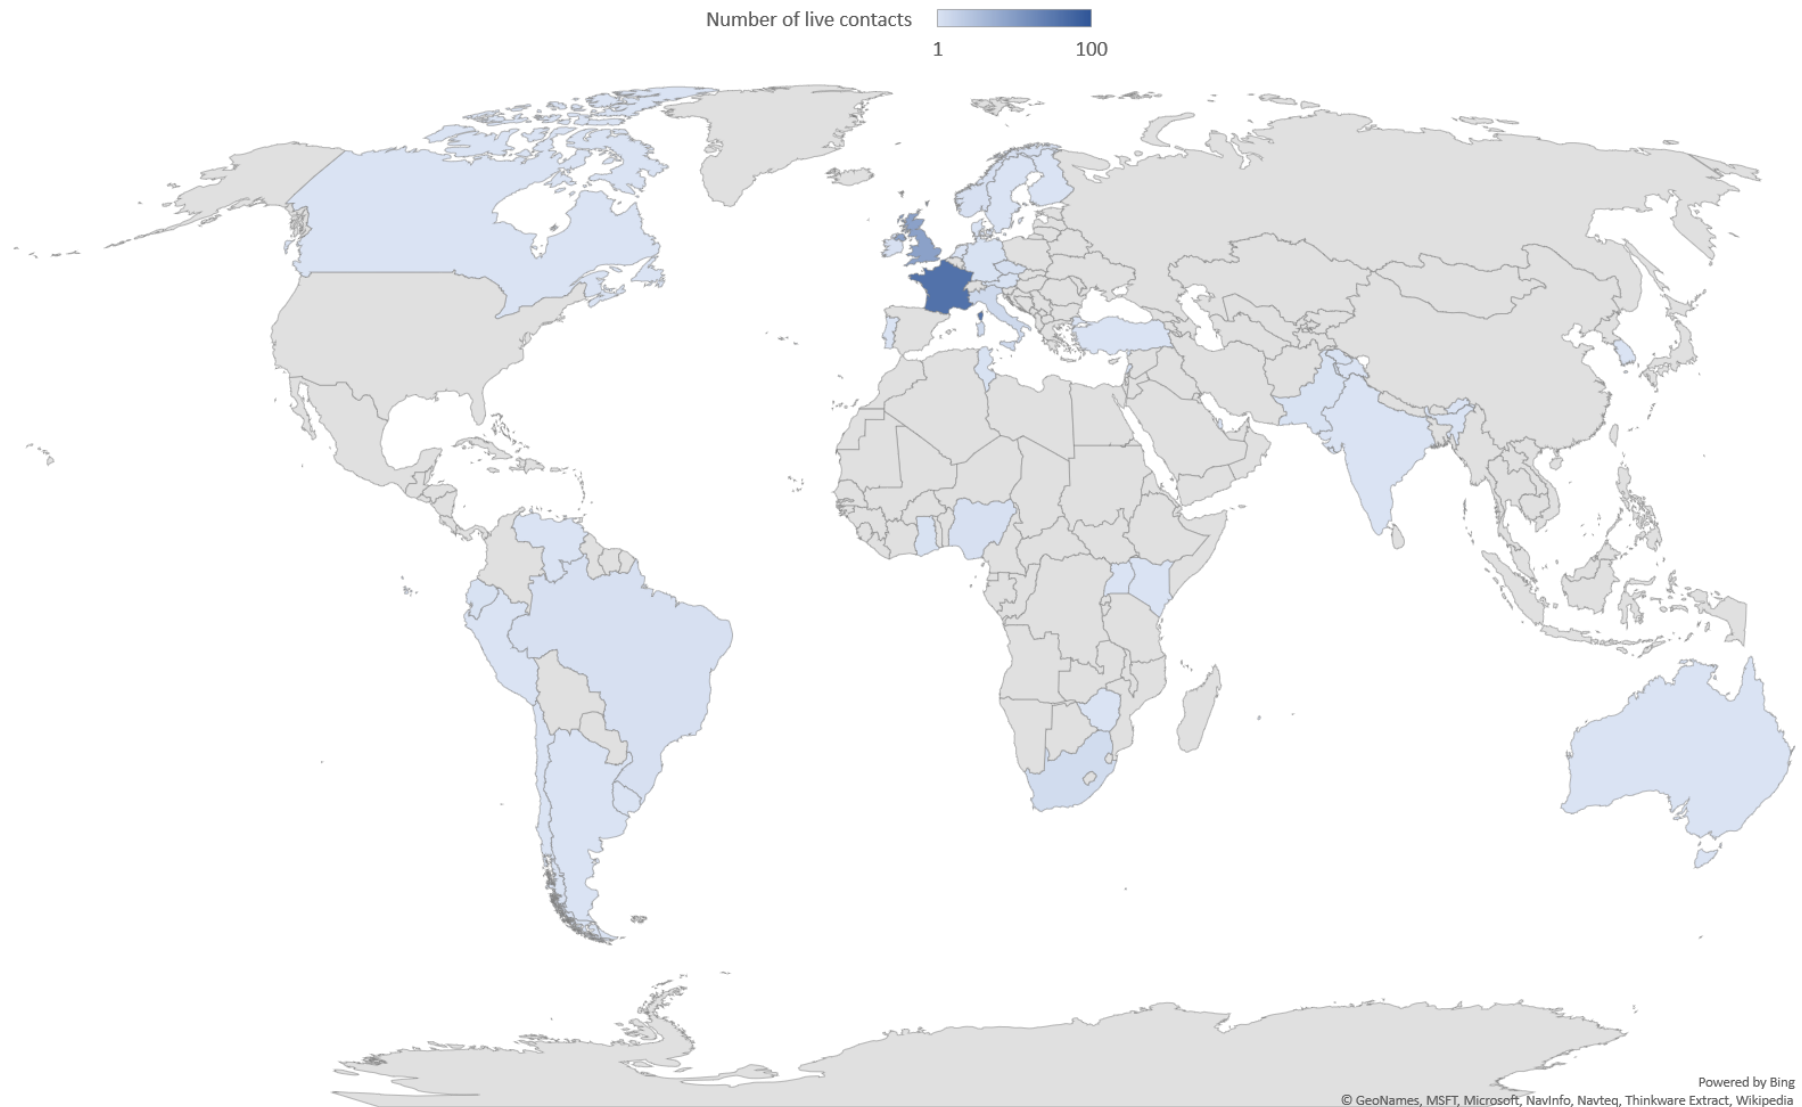 Number of live contacts
1 100
Powered by Bing
© GeoNames, MSFT, Microsoft, NavInfo, Navteq, Thinkware Extract, Wikipedia